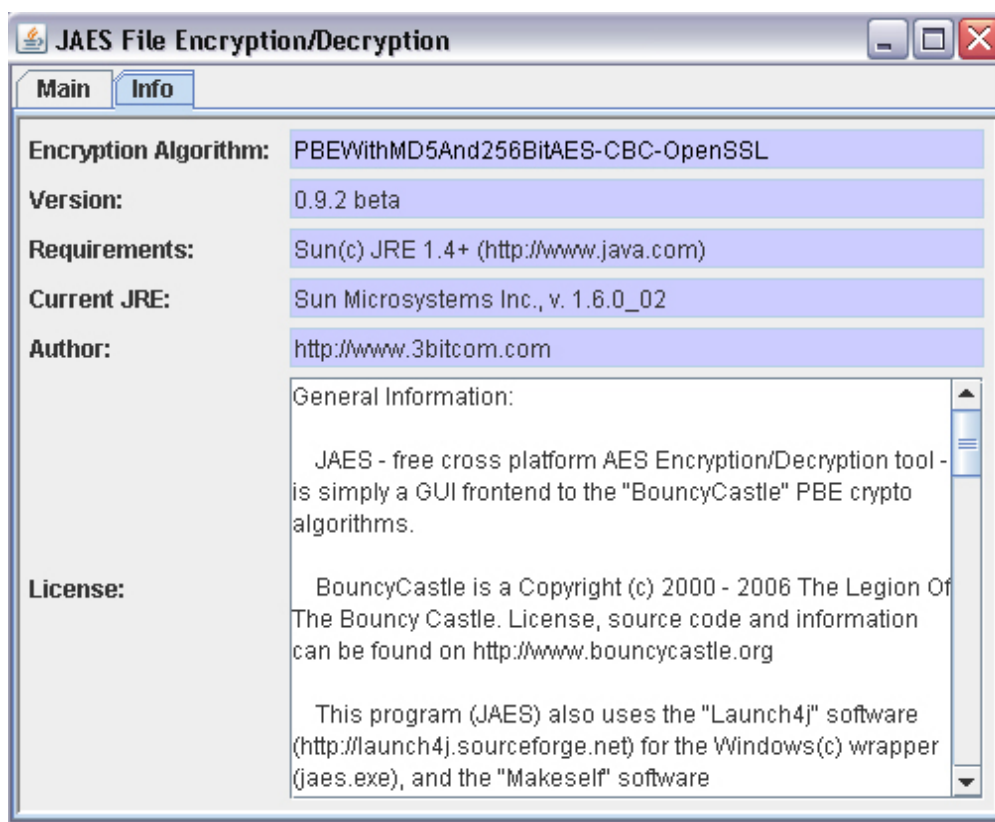 JAES File Encryption/Decryption
Main Info
Encryption Algorithm: PBEWithMD5And256BitAES-CBC-OpenSSL
Version: 0.9.2 beta
Requirements: Sun(c) JRE 1.4+ (http://www.java.com)
Current JRE: Sun Microsystems Inc., v. 1.6.0_02
Author: http://www.3bitcom.com
License:
General Information:
JAES - free cross platform AES Encryption/Decryption tool -
is simply a GUI frontend to the "BouncyCastle" PBE crypto
algorithms.
BouncyCastle is a Copyright (c) 2000 - 2006 The Legion Of
The Bouncy Castle. License, source code and information
can be found on http://www.bouncycastle.org
This program (JAES) also uses the "Launch4j" software
(http://launch4j.sourceforge.net) for the Windows(c) wrapper
(jaes.exe), and the "Makeself" software